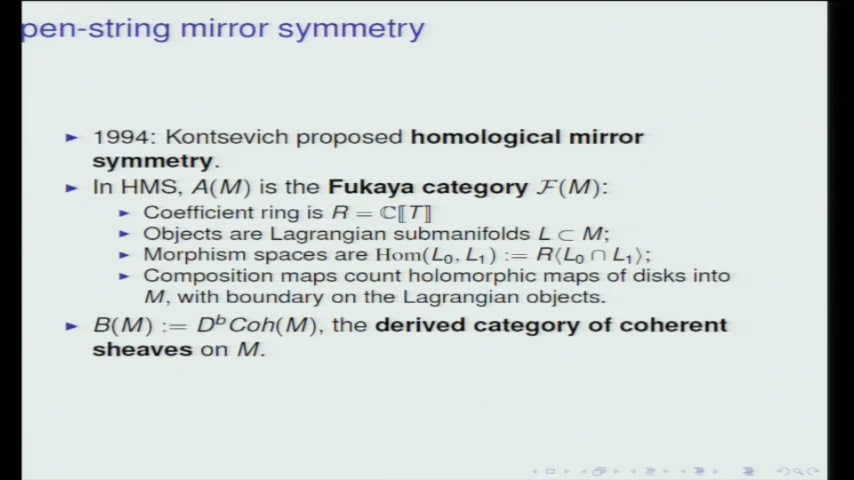 pen-string mirror symmetry
► 1994: Kontsevich proposed homological mirror
symmetry.
► In HMS, A(M) is the Fukaya category 𝓕(M):
► Coefficient ring is R = ℂ⟦T⟧
► Objects are Lagrangian submanifolds L ⊂ M;
► Morphism spaces are Hom(L₀, L₁) := R⟨L₀ ∩ L₁⟩;
► Composition maps count holomorphic maps of disks into
M, with boundary on the Lagrangian objects.
► B(M) := DᵇCoh(M), the derived category of coherent
sheaves on M.